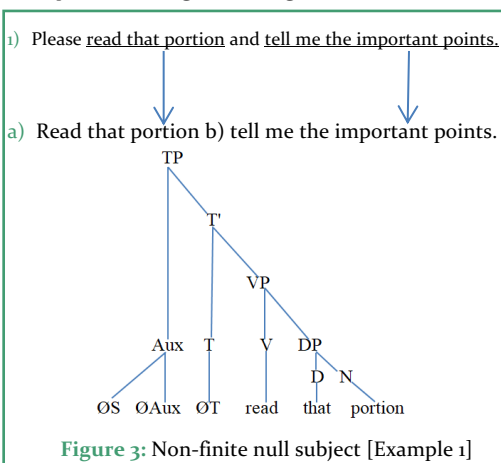 1) Please read that portion and tell me the important points.
a) Read that portion b) tell me the important points.
TP
T'
VP
Aux T V DP
D N
ØS ØAux ØT read that portion
Figure 3: Non-finite null subject [Example 1]